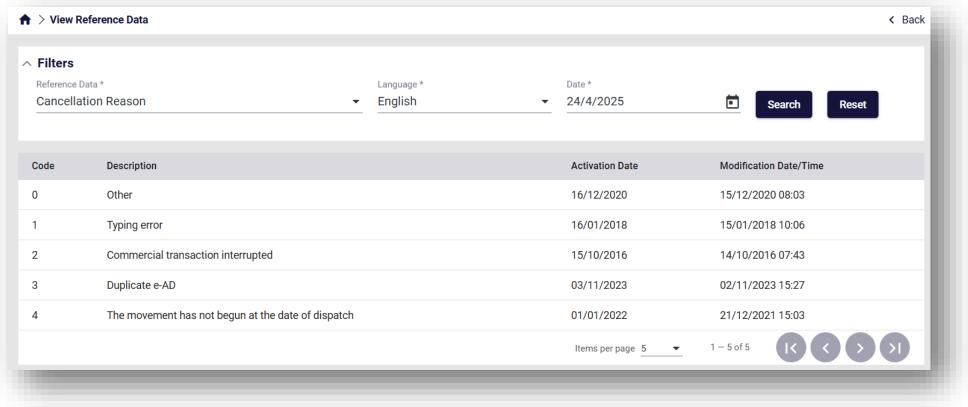 > View Reference Data < Back
Filters
Reference Data * Language * Date *
Cancellation Reason English 24/4/2025 Search Reset
Code Description Activation Date Modification Date/Time
0 Other 16/12/2020 15/12/2020 08:03
1 Typing error 16/01/2018 15/01/2018 10:06
2 Commercial transaction interrupted 15/10/2016 14/10/2016 07:43
3 Duplicate e-AD 03/11/2023 02/11/2023 15:27
4 The movement has not begun at the date of dispatch 01/01/2022 21/12/2021 15:03
Items per page 5 1 – 5 of 5